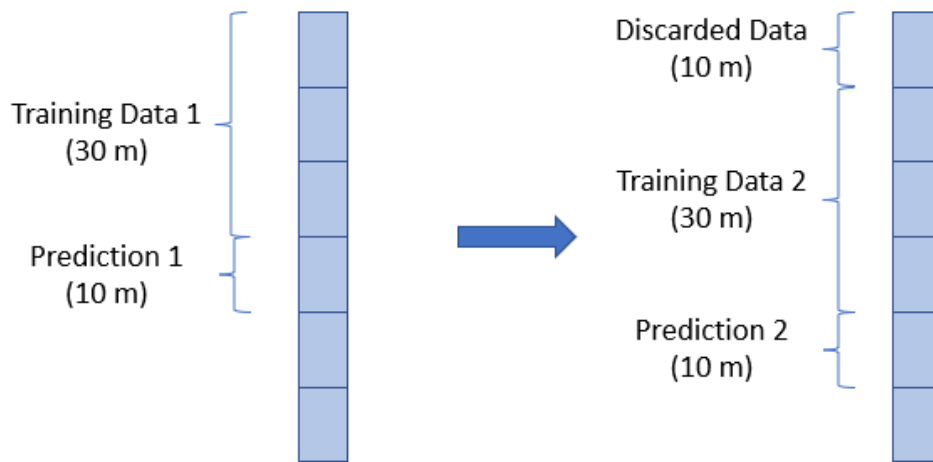 Training Data 1
(30 m)
Prediction 1
(10 m)
Discarded Data
(10 m)
Training Data 2
(30 m)
Prediction 2
(10 m)